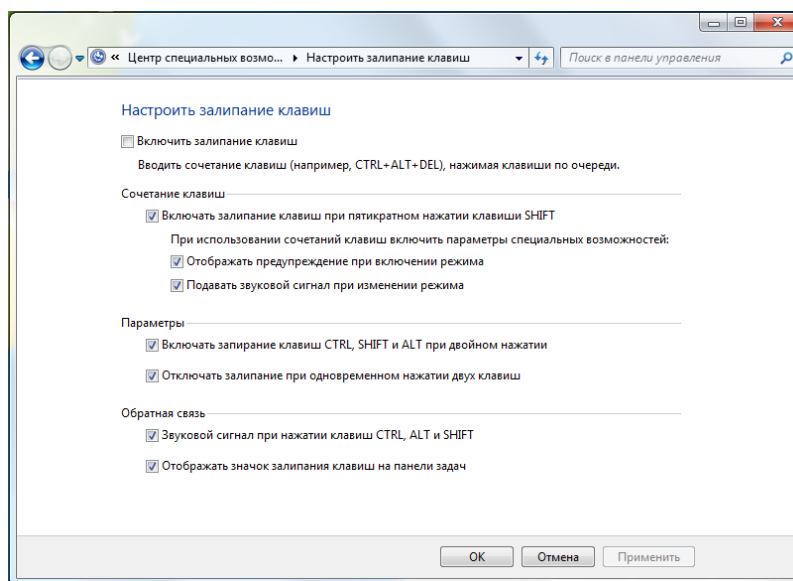 « Центр специальных возмо... Настроить залипание клавиш Поиск в панели управления
Настроить залипание клавиш
Включить залипание клавиш
Вводить сочетание клавиш (например, CTRL+ALT+DEL), нажимая клавиши по очереди.
Сочетание клавиш
Включать залипание клавиш при пятикратном нажатии клавиши SHIFT
При использовании сочетаний клавиш включить параметры специальных возможностей:
Отображать предупреждение при включении режима
Подавать звуковой сигнал при изменении режима
Параметры
Включать запирание клавиш CTRL, SHIFT и ALT при двойном нажатии
Отключать залипание при одновременном нажатии двух клавиш
Обратная связь
Звуковой сигнал при нажатии клавиш CTRL, ALT и SHIFT
Отображать значок залипания клавиш на панели задач
ОК Отмена Применить